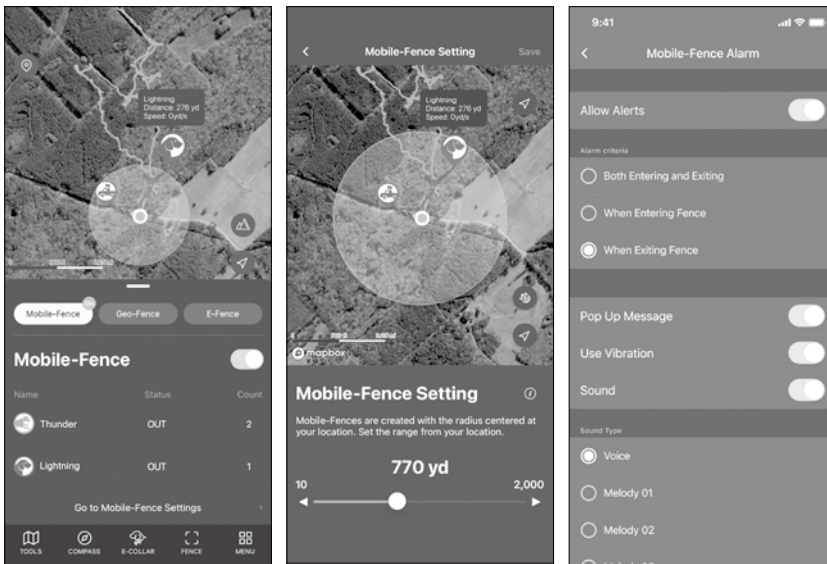 Lightning
Distance: 276 yd
Speed: 0yd/s
Mobile-Fence
On
Geo-Fence
E-Fence
Mobile-Fence
Name
Status
Count
Thunder
OUT
2
Lightning
OUT
1
Go to Mobile-Fence Settings
TOOLS
COMPASS
E-COLLAR
FENCE
MENU
Mobile-Fence Setting
Save
Lightning
Distance: 276 yd
Speed: 0yd/s
mapbox
Mobile-Fence Setting
Mobile-Fences are created with the radius centered at
your location. Set the range from your location.
770 yd
10
2,000
9:41
Mobile-Fence Alarm
Allow Alerts
Alarm criteria
Both Entering and Exiting
When Entering Fence
When Exiting Fence
Pop Up Message
Use Vibration
Sound
Sound Type
Voice
Melody 01
Melody 02